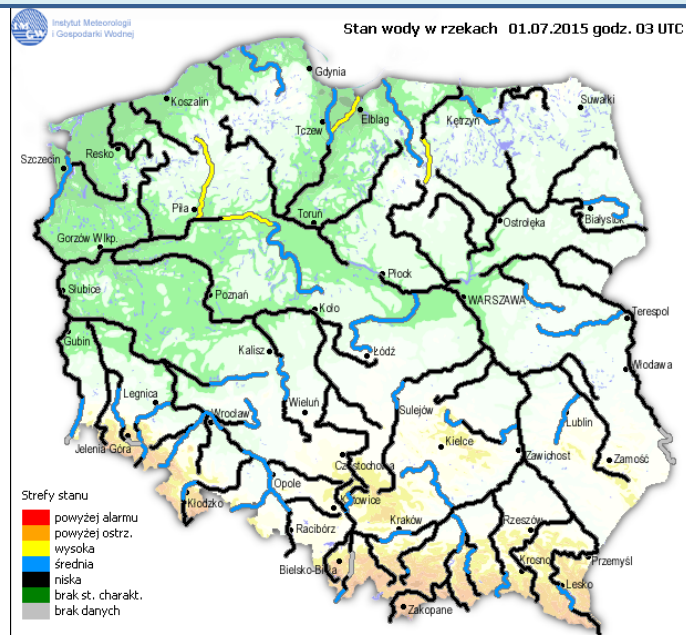 Instytut Meteorologii
i Gospodarki Wodnej
Stan wody w rzekach 01.07.2015 godz. 03 UTC
Gdynia
Koszalin
Suwałki
Tczew
Elbląg
Kętrzyn
Szczecin
Resko
Piła
Toruń
Białystok
Ostrołęka
Gorzów Wlkp.
Płock
Słubice
Poznań
WARSZAWA
Koło
Terespol
Gubin
Kalisz
Łódź
Włodawa
Legnica
Wieluń
Sulejów
Wrocław
Lublin
Jelenia Góra
Kielce
Zawichost
Zamość
Częstochowa
Opole
Kłodzko
Katowice
Racibórz
Kraków
Rzeszów
Bielsko-Biała
Krosno
Przemyśl
Lesko
Zakopane
Strefy stanu
powyżej alarmu
powyżej ostrz.
wysoka
średnia
niska
brak st. charakt.
brak danych